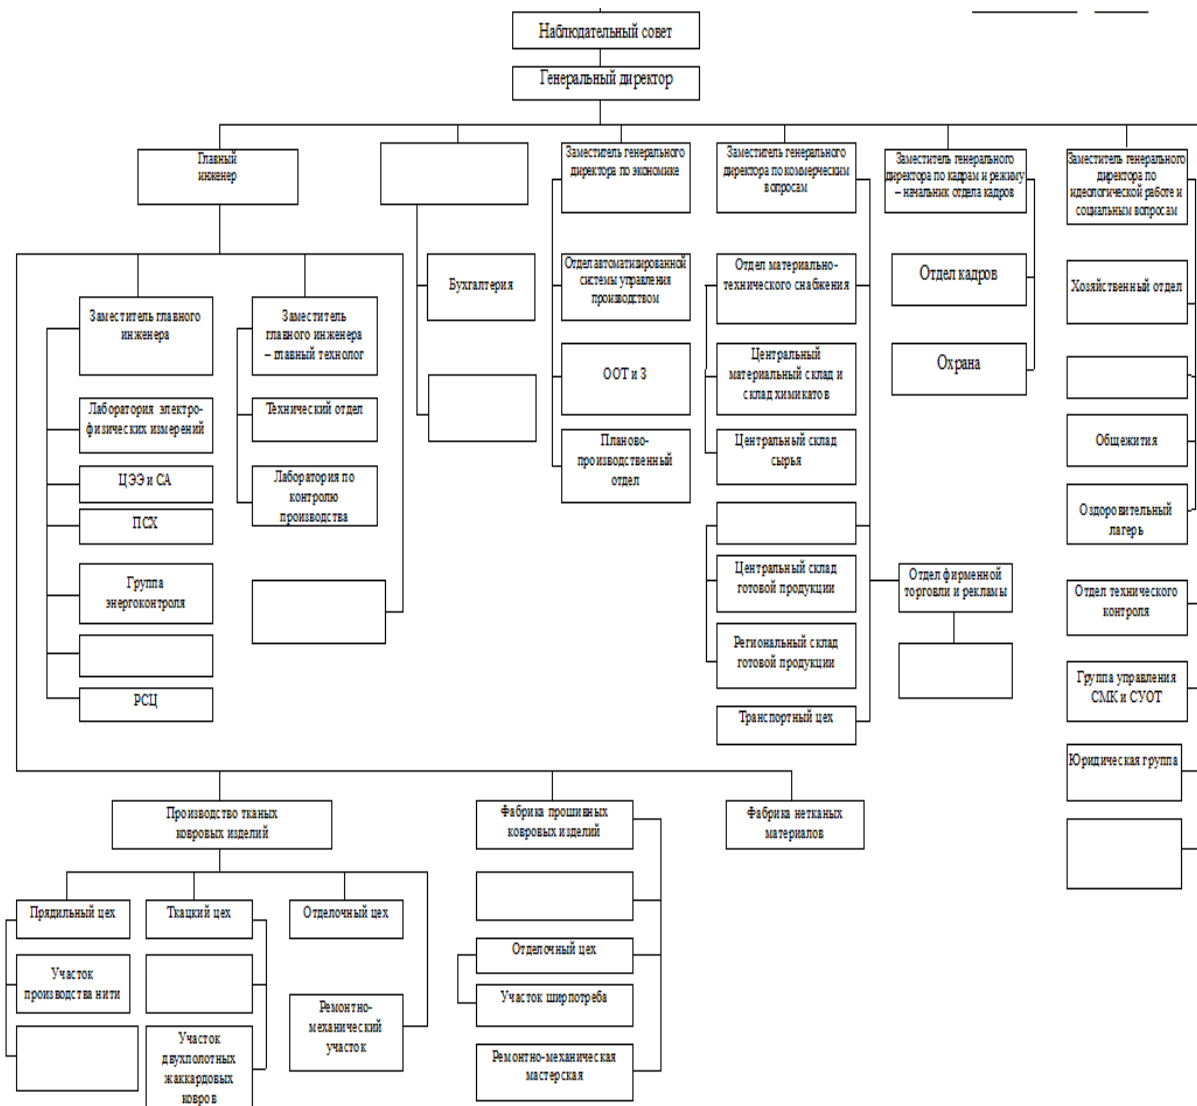 Наблюдательный совет
Генеральный директор
Главный
инженер
Заместитель генерального
директора по экономике
Заместитель генерального
директора по коммерческим
вопросам
Заместитель генерального
директора по кадрам и режиму
– начальник отдела кадров
Заместитель генерального
директора по
идеологической работе и
социальным вопросам
Бухгалтерия
Отдел автоматизированной
системы управления
производством
Отдел материально-
технического снабжения
Отдел кадров
Хозяйственный отдел
Заместитель главного
инженера
Заместитель
главного инженера
– главный технолог
ООТ и З
Центральный
материальный склад и
склад химикатов
Охрана
Лаборатория электро-
физических измерений
Технический отдел
Планово-
производственный
отдел
Центральный склад
сырья
Общежития
ЦЭЭ и СА
Лаборатория по
контролю
производства
ПСХ
Оздоровительный
лагерь
Группа
энергоконтроля
Центральный склад
готовой продукции
Отдел фирменной
торговли и рекламы
Отдел технического
контроля
Региональный склад
готовой продукции
РСЦ
Транспортный цех
Группа управления
СМК и СУОТ
Юридическая группа
Производство тканых
ковровых изделий
Фабрика прошивных
ковровых изделий
Фабрика нетканых
материалов
Прядильный цех
Ткацкий цех
Отделочный цех
Отделочный цех
Участок
производства нити
Участок ширпотреба
Ремонтно-
механический
участок
Участок
двухполотных
жаккардовых
ковров
Ремонтно-механическая
мастерская